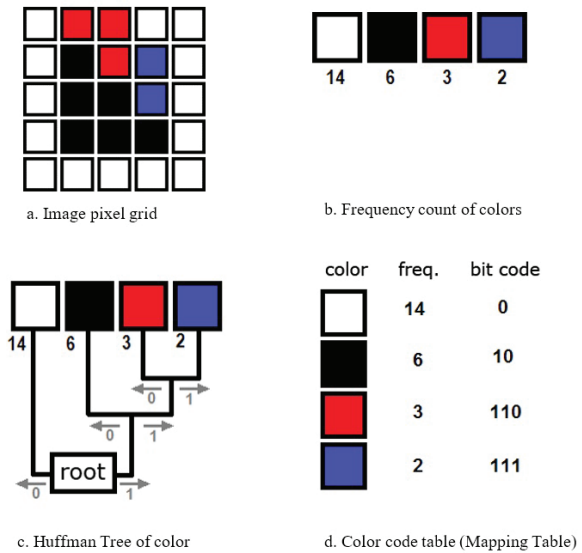 14 6 3 2
a. Image pixel grid
b. Frequency count of colors
14 6 3 2
0 1
0 1
root
0 1
c. Huffman Tree of color
color freq. bit code
14 0
6 10
3 110
2 111
d. Color code table (Mapping Table)